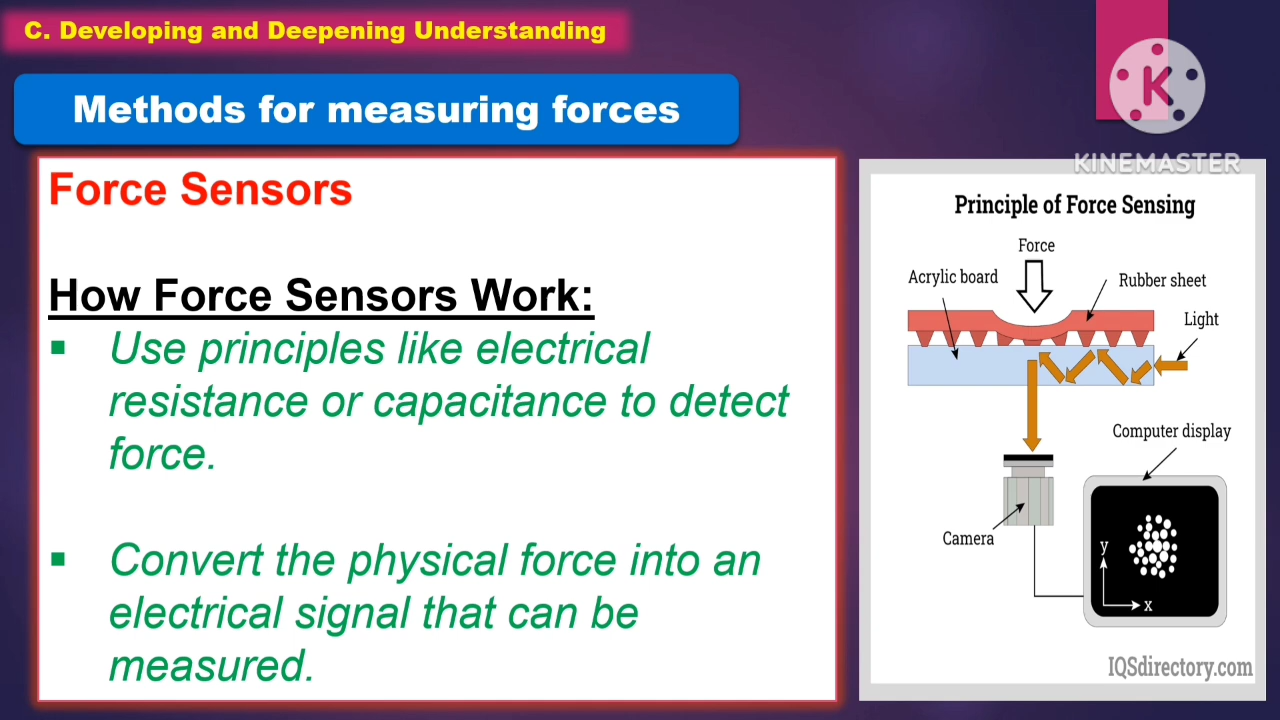 C. Developing and Deepening Understanding
Methods for measuring forces
K
KINEMASTER
Force Sensors
How Force Sensors Work:
▪ Use principles like electrical
resistance or capacitance to detect
force.
▪ Convert the physical force into an
electrical signal that can be
measured.
Principle of Force Sensing
Force
Acrylic board
Rubber sheet
Light
Computer display
Camera
y
x
IQSdirectory.com